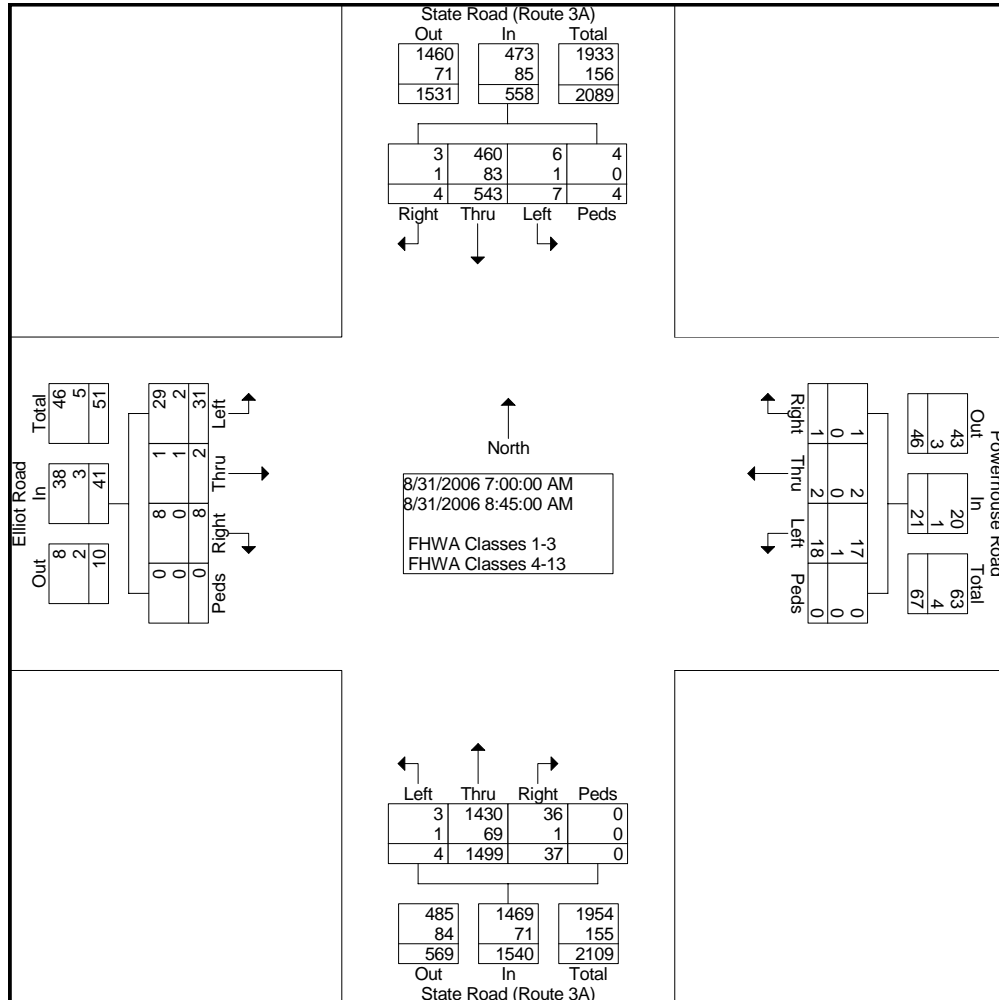 State Road (Route 3A)
Out In Total
1460 473 1933
71 85 156
1531 558 2089
3 460 6 4
1 83 1 0
4 543 7 4
Right Thru Left Peds
Elliot Road
Total In Out
46 38 8
5 3 2
51 41 10
29 1 8 0
2 1 0 0
31 2 8 0
Left Thru Right Peds
North
8/31/2006 7:00:00 AM
8/31/2006 8:45:00 AM
FHWA Classes 1-3
FHWA Classes 4-13
Powerhouse Road
Out In Total
43 20 63
3 1 4
46 21 67
1 2 17 0
0 0 1 0
1 2 18 0
Right Thru Left Peds
Left Thru Right Peds
3 1430 36 0
1 69 1 0
4 1499 37 0
485 1469 1954
84 71 155
569 1540 2109
Out In Total
State Road (Route 3A)